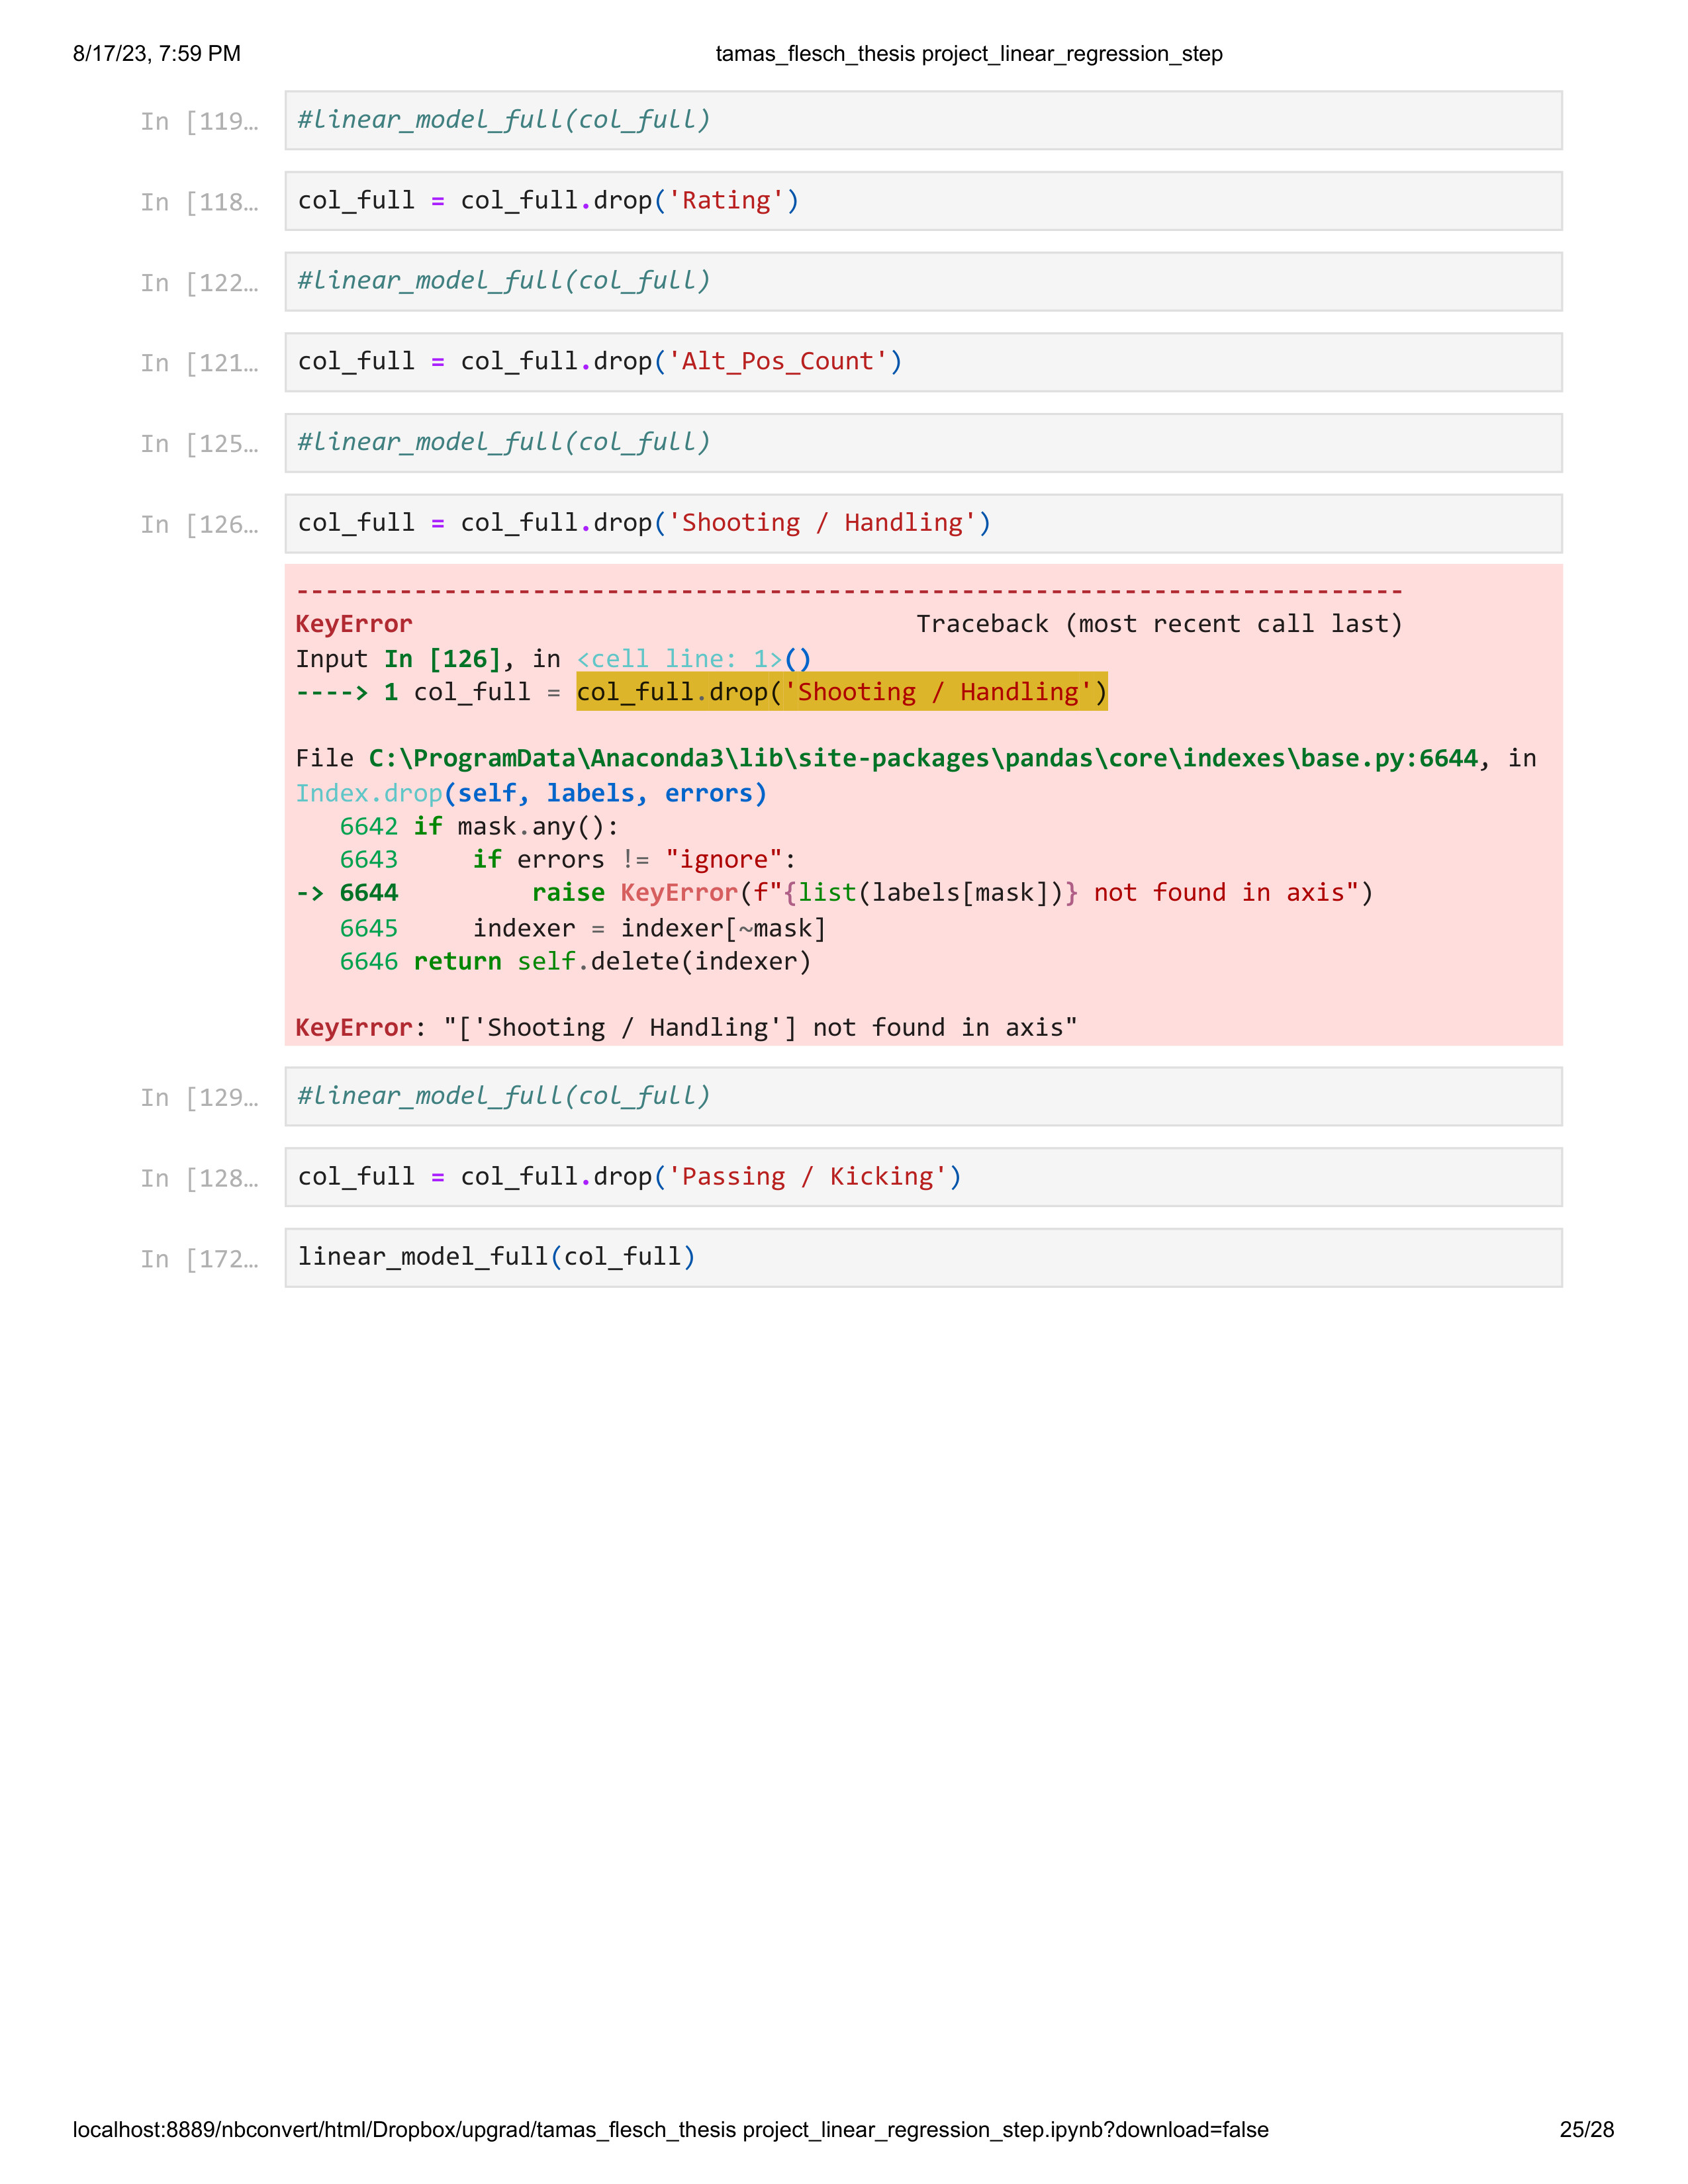 8/17/23, 7:59 PM tamas_flesch_thesis project_linear_regression_step
In [119… #linear_model_full(col_full)
In [118… col_full = col_full.drop('Rating')
In [122… #linear_model_full(col_full)
In [121… col_full = col_full.drop('Alt_Pos_Count')
In [125… #linear_model_full(col_full)
In [126… col_full = col_full.drop('Shooting / Handling')
---------------------------------------------------------------------------
KeyError                                  Traceback (most recent call last)
Input In [126], in <cell line: 1>()
----> 1 col_full = col_full.drop('Shooting / Handling')
File C:\ProgramData\Anaconda3\lib\site-packages\pandas\core\indexes\base.py:6644, in
Index.drop(self, labels, errors)
   6642 if mask.any():
   6643     if errors != "ignore":
-> 6644         raise KeyError(f"{list(labels[mask])} not found in axis")
   6645     indexer = indexer[~mask]
   6646 return self.delete(indexer)
KeyError: "['Shooting / Handling'] not found in axis"
In [129… #linear_model_full(col_full)
In [128… col_full = col_full.drop('Passing / Kicking')
In [172… linear_model_full(col_full)
localhost:8889/nbconvert/html/Dropbox/upgrad/tamas_flesch_thesis project_linear_regression_step.ipynb?download=false 25/28